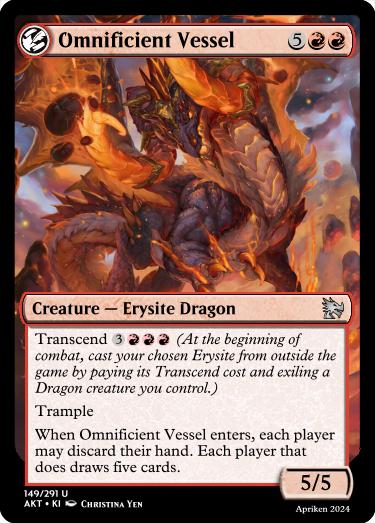 Omnificient Vessel 5
Creature — Erysite Dragon
Transcend 3 (At the beginning of
combat, cast your chosen Erysite from outside the
game by paying its Transcend cost and exiling a
Dragon creature you control.)
Trample
When Omnificient Vessel enters, each player
may discard their hand. Each player that
does draws five cards.
5/5
149/291 U
AKT • KI Christina Yen
Apriken 2024